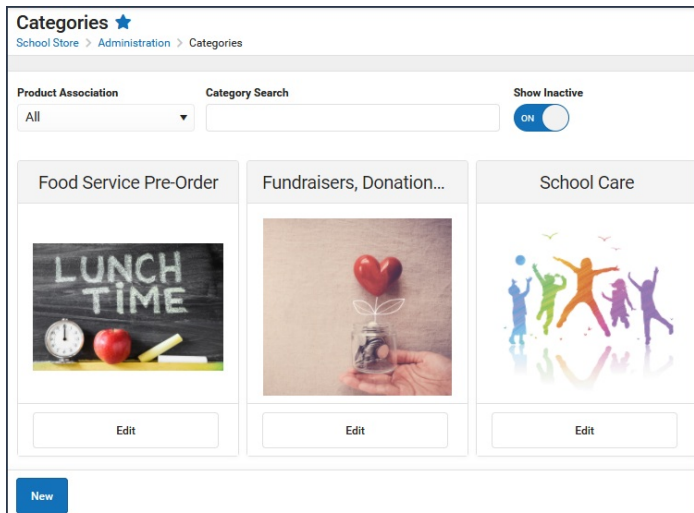 Categories
School Store > Administration > Categories
Product Association
Category Search
Show Inactive
All
ON
Food Service Pre-Order
Fundraisers, Donation...
School Care
LUNCH
TIME
Edit
Edit
Edit
New